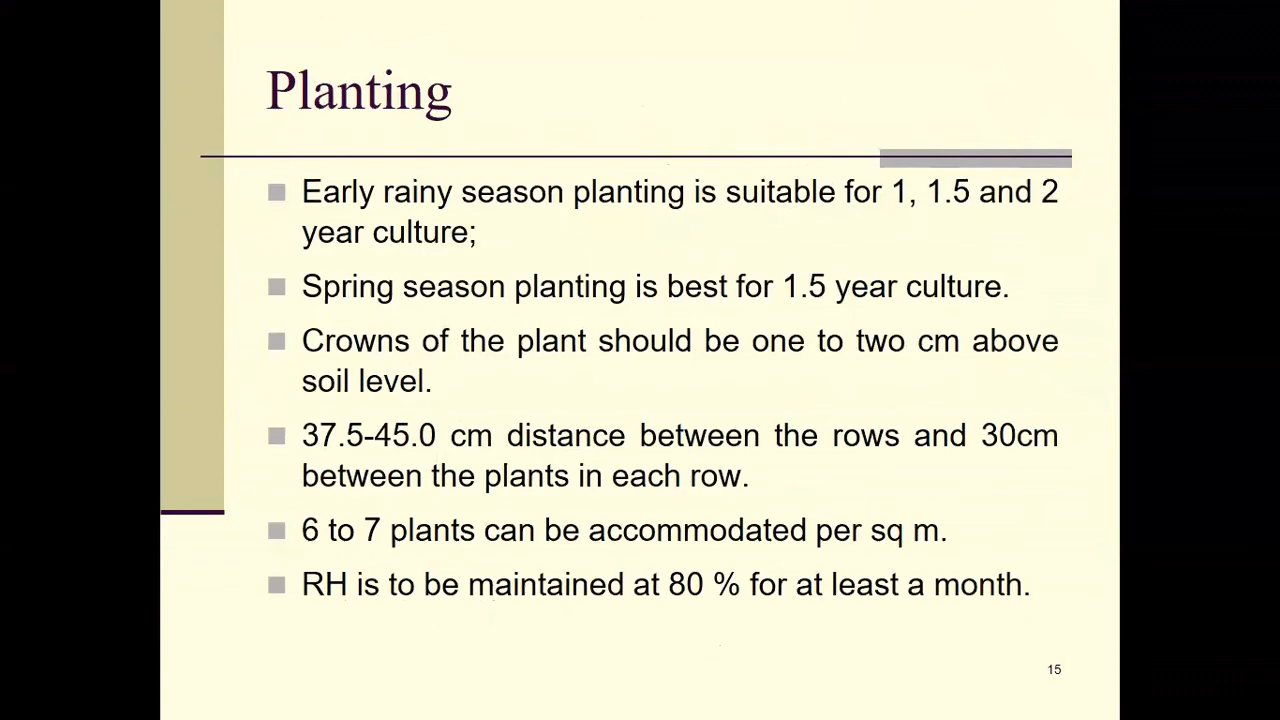 Planting
Early rainy season planting is suitable for 1, 1.5 and 2
year culture;
Spring season planting is best for 1.5 year culture.
Crowns of the plant should be one to two cm above
soil level.
37.5-45.0 cm distance between the rows and 30cm
between the plants in each row.
6 to 7 plants can be accommodated per sq m.
RH is to be maintained at 80 % for at least a month.
15